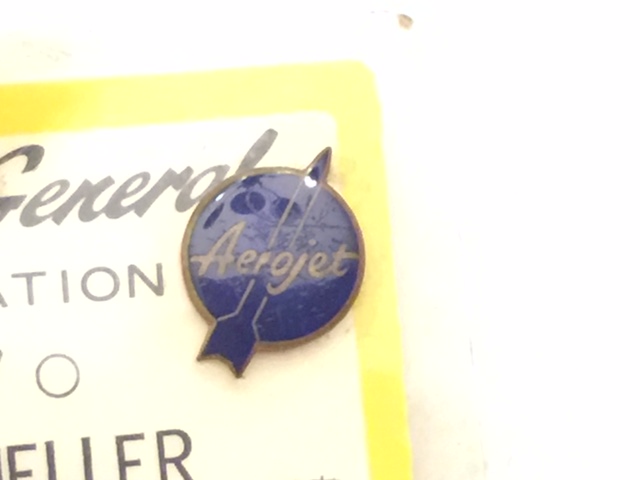 General
Aerojet
ATION
O
ELLER